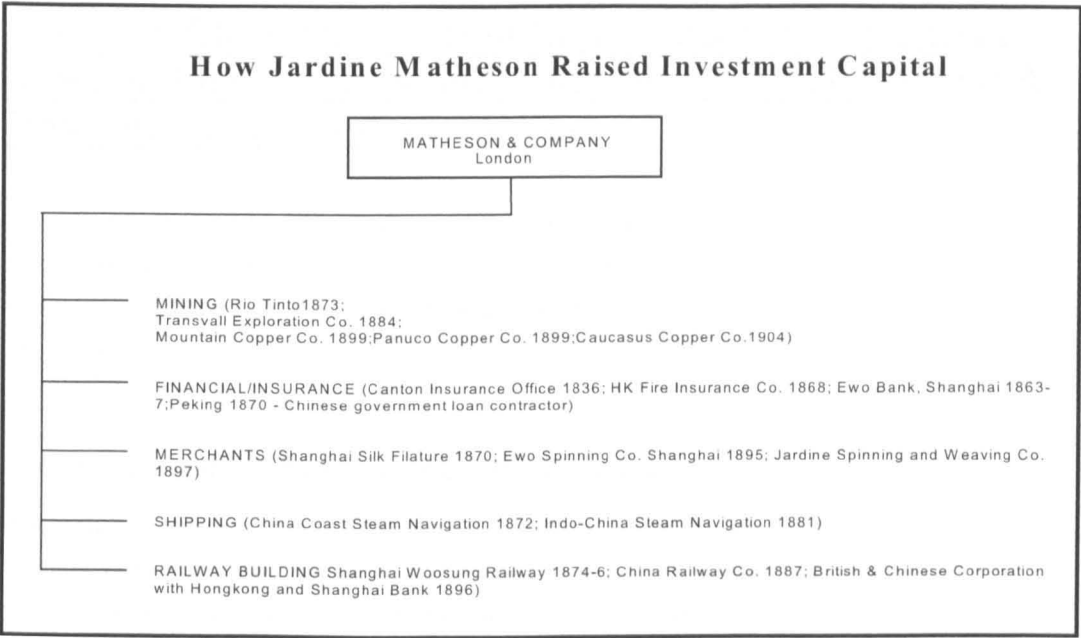 How Jardine Matheson Raised Investment Capital
MATHESON & COMPANY
London
MINING (Rio Tinto1873;
Transvall Exploration Co. 1884;
Mountain Copper Co. 1899;Panuco Copper Co. 1899;Caucasus Copper Co.1904)
FINANCIAL/INSURANCE (Canton Insurance Office 1836; HK Fire Insurance Co. 1868; Ewo Bank, Shanghai 1863-
7;Peking 1870 - Chinese government loan contractor)
MERCHANTS (Shanghai Silk Filature 1870; Ewo Spinning Co. Shanghai 1895; Jardine Spinning and Weaving Co.
1897)
SHIPPING (China Coast Steam Navigation 1872; Indo-China Steam Navigation 1881)
RAILWAY BUILDING Shanghai Woosung Railway 1874-6; China Railway Co. 1887; British & Chinese Corporation
with Hongkong and Shanghai Bank 1896)